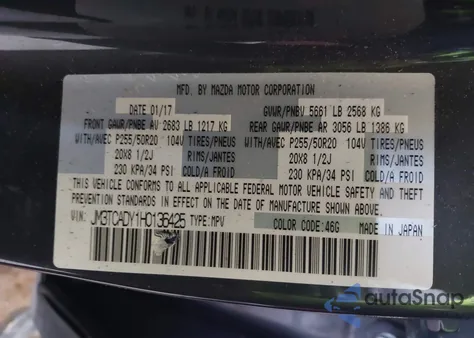 MFD. BY MAZDA MOTOR CORPORATION
DATE 01/17 GVWR/PNBV 5661 LB 2568 KG
FRONT GAWR/PNBE AV 2683 LB 1217 KG REAR GAWR/PNBE AR 3056 LB 1386 KG
WITH/AVEC P255/50R20 104V TIRES/PNEUS WITH/AVEC P255/50R20 104V TIRES/PNEUS
20X8 1/2J RIMS/JANTES 20X8 1/2J RIMS/JANTES
230 KPA/34 PSI COLD/A FROID 230 KPA/34 PSI COLD/A FROID
THIS VEHICLE CONFORMS TO ALL APPLICABLE FEDERAL MOTOR VEHICLE SAFETY AND THEFT
PREVENTION STANDARDS IN EFFECT ON THE DATE OF MANUFACTURE SHOWN ABOVE.
VIN: JM3TCADY1H0136425 TYPE:MPV COLOR CODE:46G MADE IN JAPAN
autoSnap